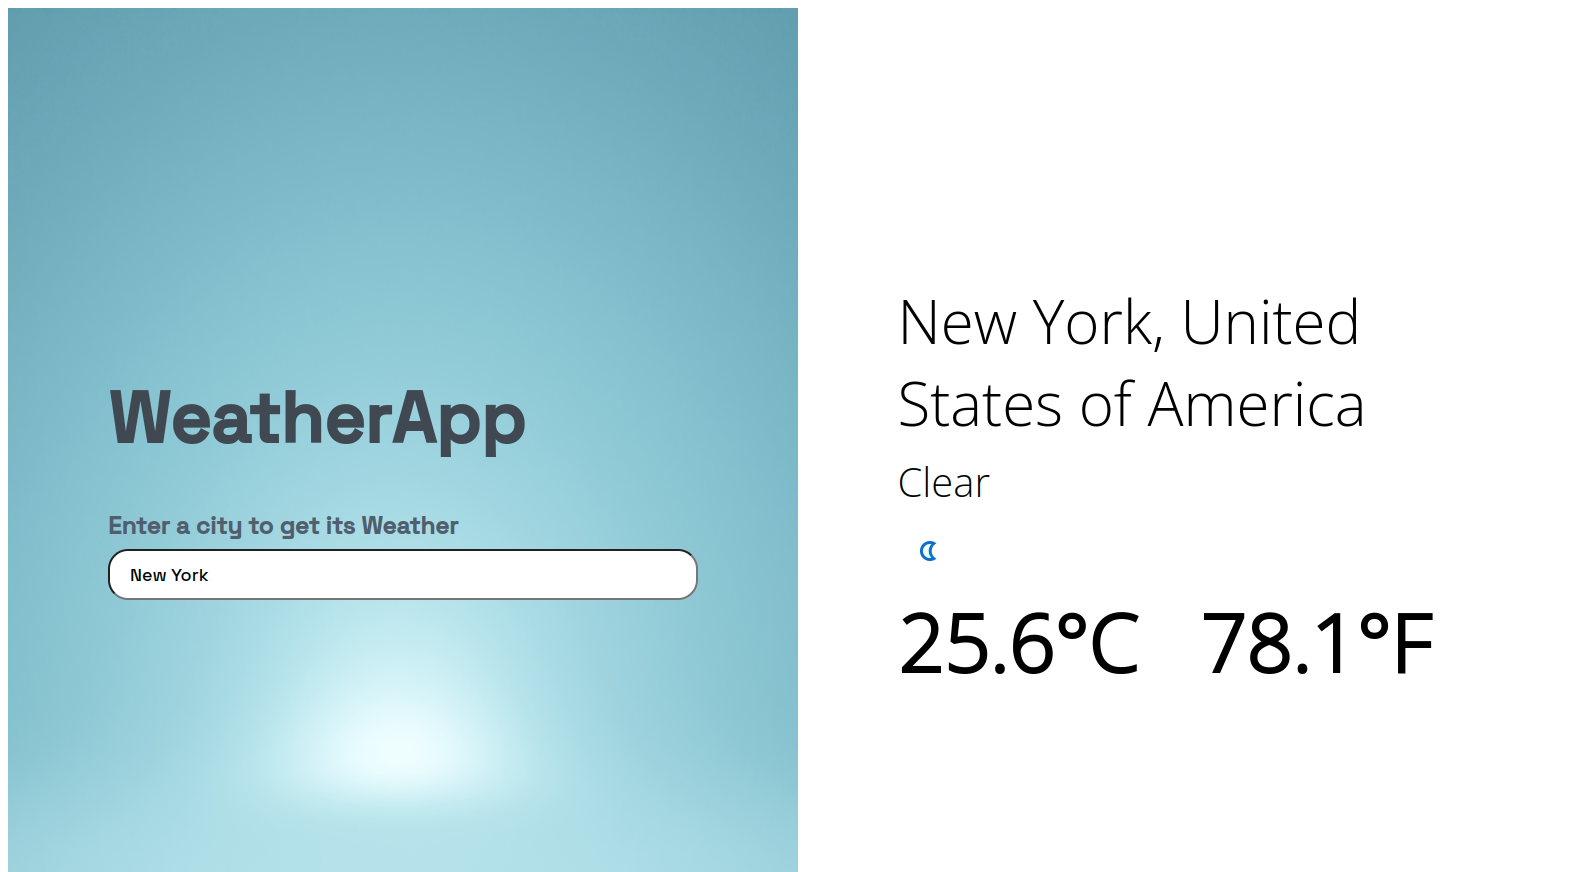 WeatherApp
Enter a city to get its Weather
New York
New York, United
States of America
Clear
25.6°C 78.1°F